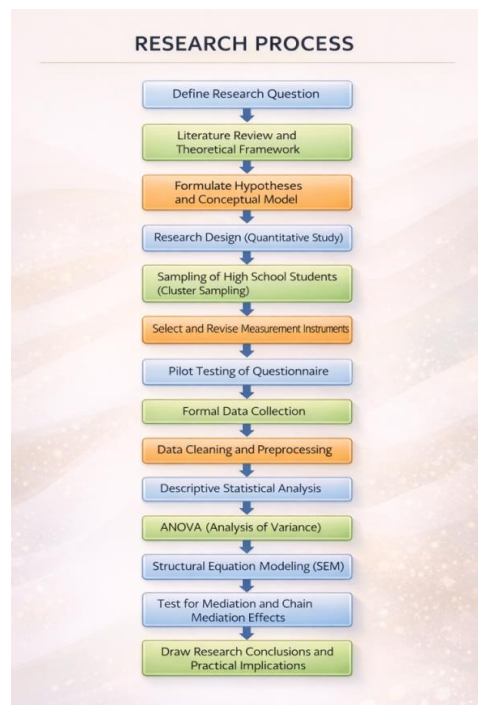 RESEARCH PROCESS
Define Research Question
Literature Review and
Theoretical Framework
Formulate Hypotheses
and Conceptual Model
Research Design (Quantitative Study)
Sampling of High School Students
(Cluster Sampling)
Select and Revise Measurement Instruments
Pilot Testing of Questionnaire
Formal Data Collection
Data Cleaning and Preprocessing
Descriptive Statistical Analysis
ANOVA (Analysis of Variance)
Structural Equation Modeling (SEM)
Test for Mediation and Chain
Mediation Effects
Draw Research Conclusions and
Practical Implications